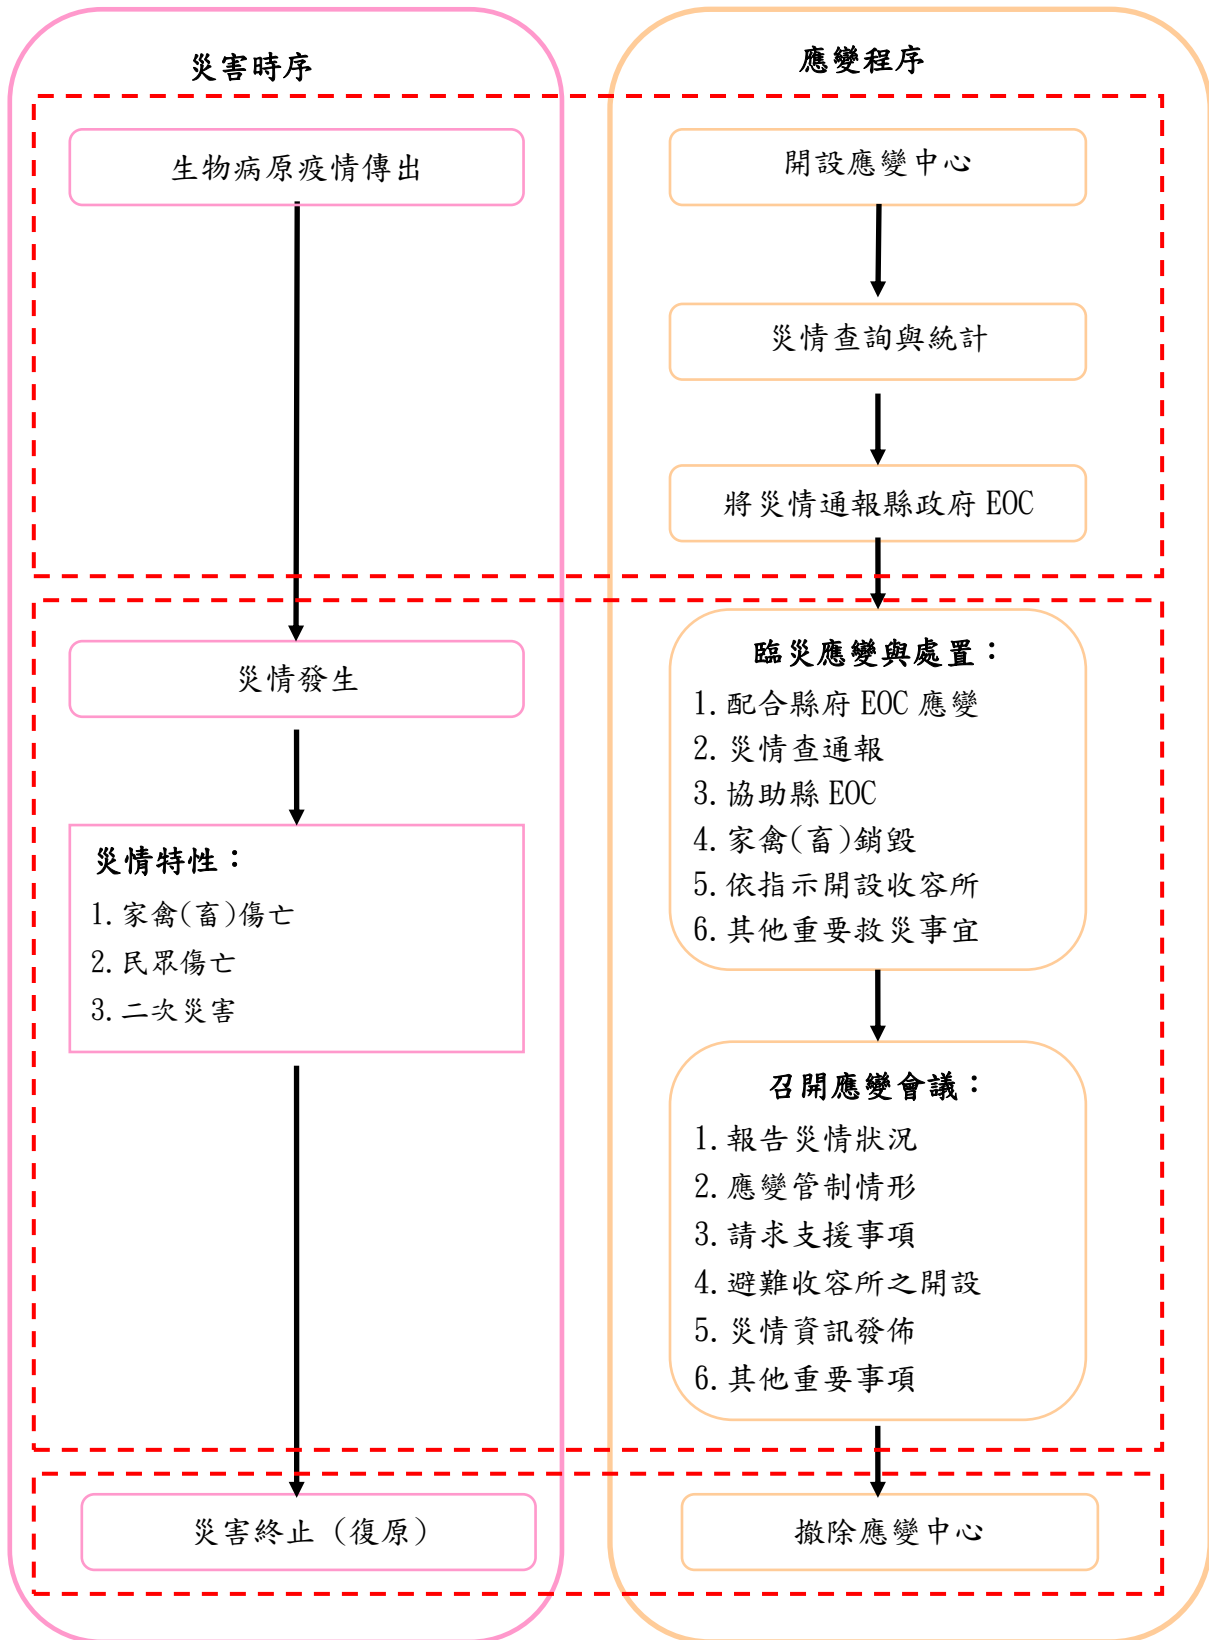 災害時序
生物病原疫情傳出
災情發生
災情特性：
1.家禽(畜)傷亡
2.民眾傷亡
3.二次災害
災害終止（復原）
應變程序
開設應變中心
災情查詢與統計
將災情通報縣政府 EOC
臨災應變與處置：
1.配合縣府 EOC 應變
2.災情查通報
3.協助縣 EOC
4.家禽(畜)銷毀
5.依指示開設收容所
6.其他重要救災事宜
召開應變會議：
1.報告災情狀況
2.應變管制情形
3.請求支援事項
4.避難收容所之開設
5.災情資訊發佈
6.其他重要事項
撤除應變中心